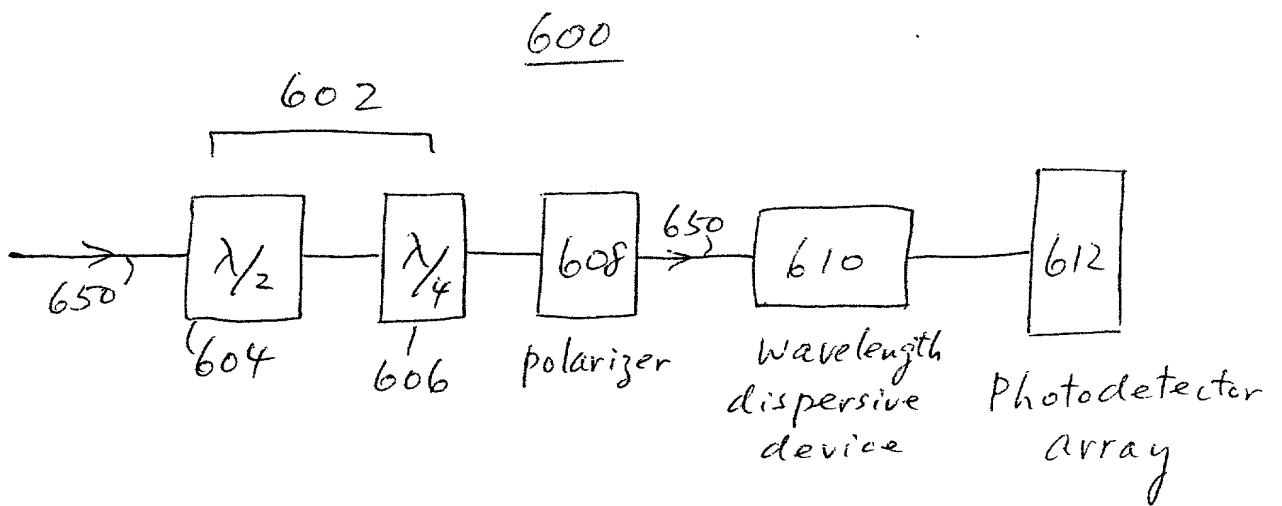 600
602
λ/2
λ/4
608
650
610
612
650
604
606
polarizer
wavelength
dispersive
device
Photodetector
array